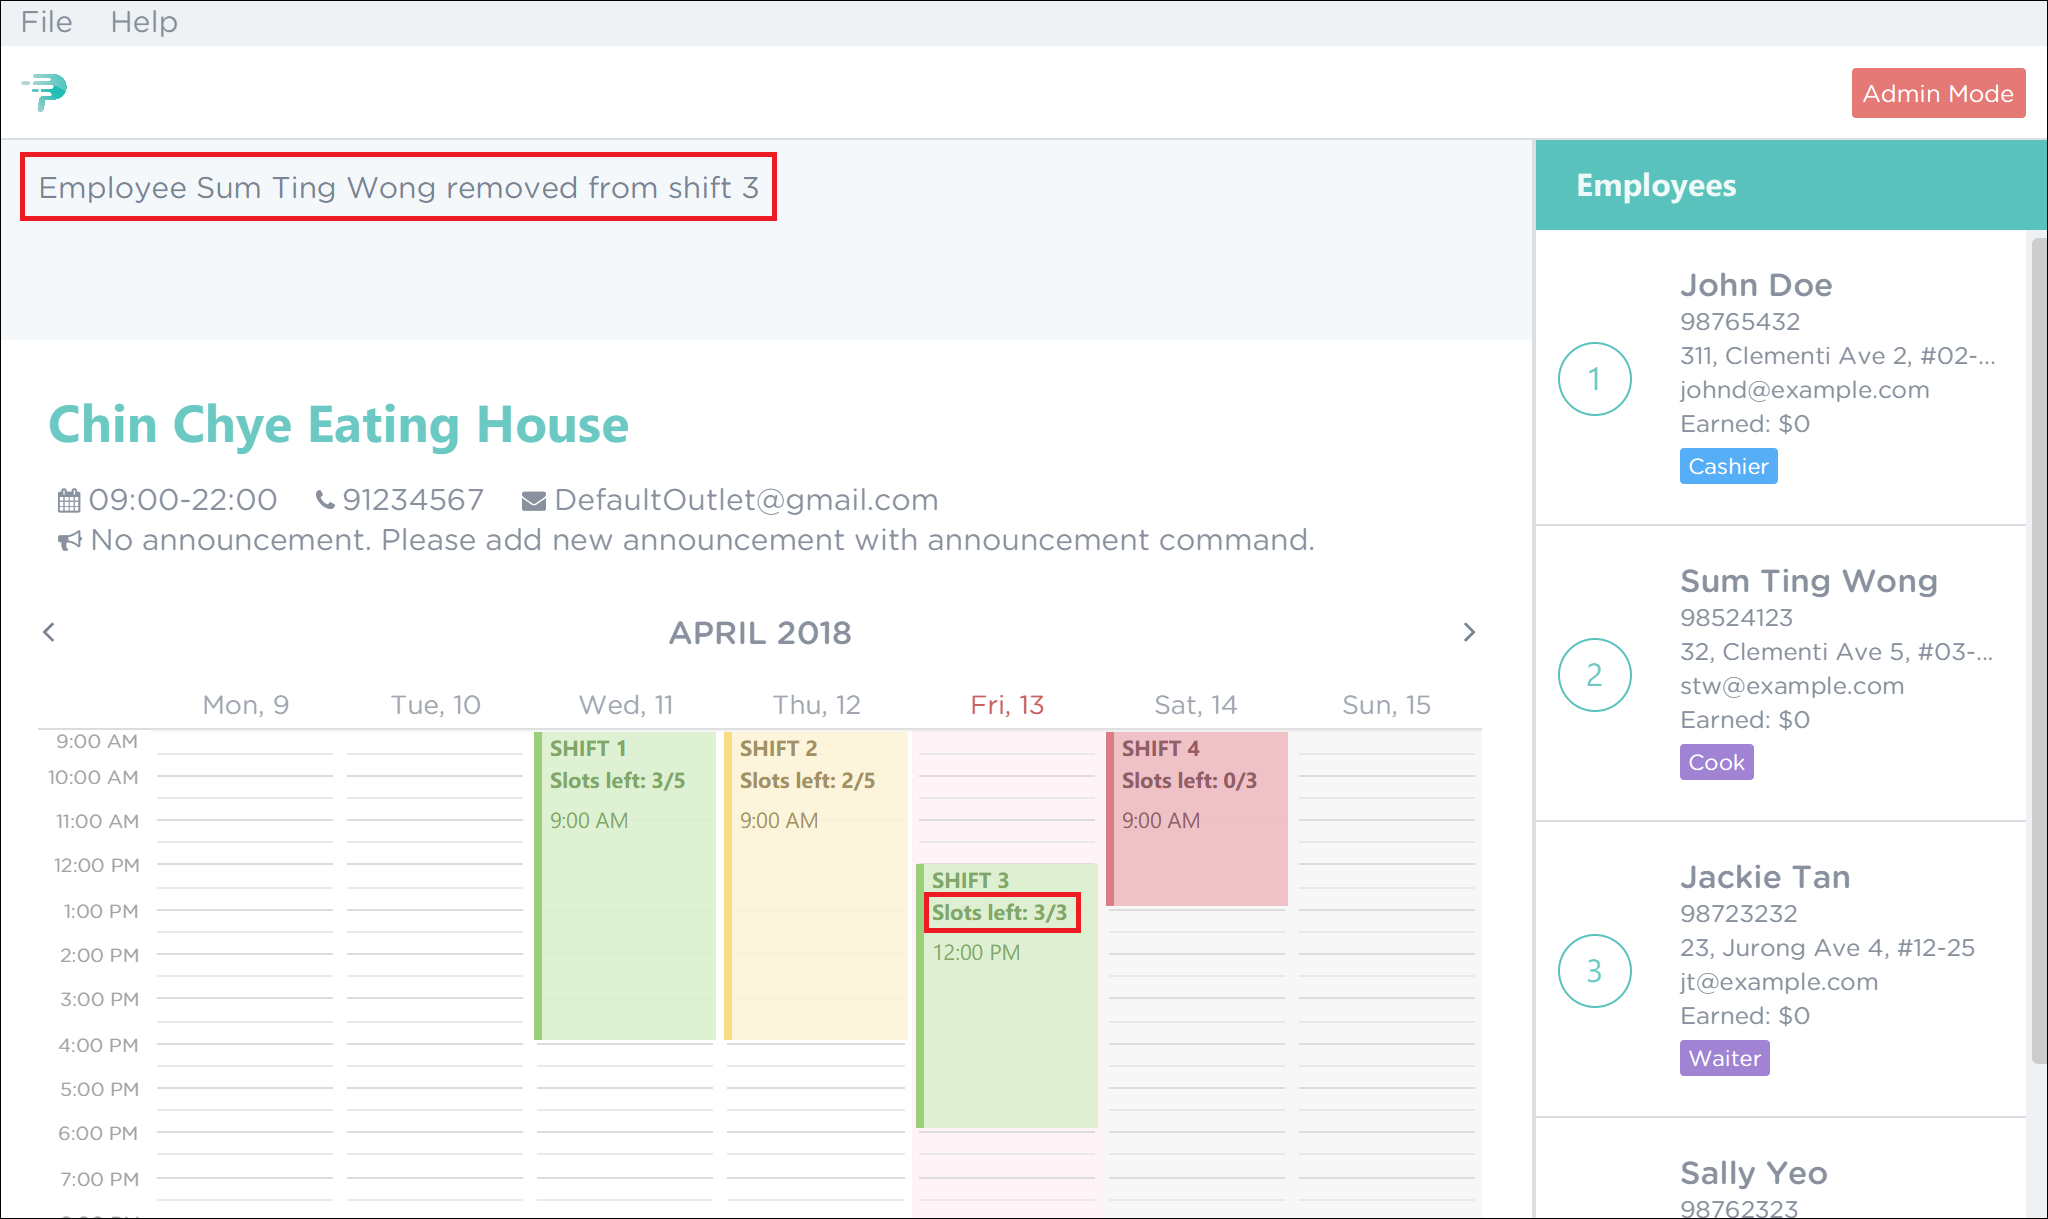 File Help
Admin Mode
Employee Sum Ting Wong removed from shift 3
Chin Chye Eating House
09:00-22:00 91234567 DefaultOutlet@gmail.com
No announcement. Please add new announcement with announcement command.
APRIL 2018
Mon, 9 Tue, 10 Wed, 11 Thu, 12 Fri, 13 Sat, 14 Sun, 15
9:00 AM
10:00 AM
11:00 AM
12:00 PM
1:00 PM
2:00 PM
3:00 PM
4:00 PM
5:00 PM
6:00 PM
7:00 PM
SHIFT 1
Slots left: 3/5
9:00 AM
SHIFT 2
Slots left: 2/5
9:00 AM
SHIFT 3
Slots left: 3/3
12:00 PM
SHIFT 4
Slots left: 0/3
9:00 AM
Employees
1
John Doe
98765432
311, Clementi Ave 2, #02-...
johnd@example.com
Earned: $0
Cashier
2
Sum Ting Wong
98524123
32, Clementi Ave 5, #03-...
stw@example.com
Earned: $0
Cook
3
Jackie Tan
98723232
23, Jurong Ave 4, #12-25
jt@example.com
Earned: $0
Waiter
Sally Yeo
98762323